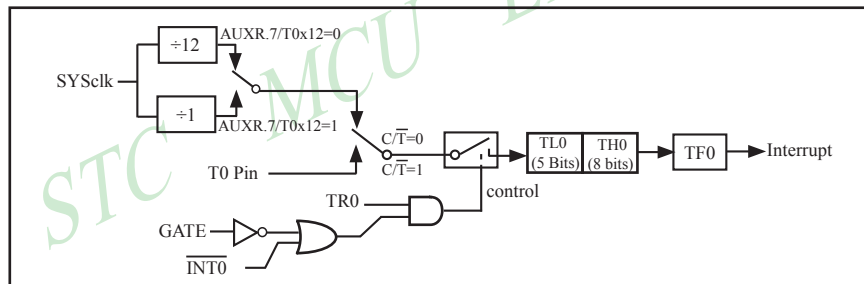 ÷12
AUXR.7/T0x12=0
SYSclk
÷1
AUXR.7/T0x12=1
C/T̅=0
C/T̅=1
T0 Pin
TL0
(5 Bits)
TH0
(8 bits)
TF0
Interrupt
control
TR0
GATE
I̅N̅T̅0̅
STC MCU